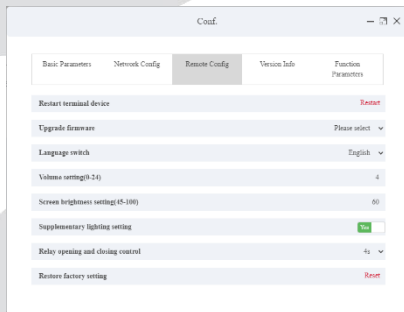 Conf.
Basic Parameters Network Config Remote Config Version Info Function Parameters
Restart terminal device Restart
Upgrade firmware Please select
Language switch English
Volume setting(0-24) 4
Screen brightness setting(45-100) 60
Supplementary lighting setting Yes
Relay opening and closing control 4s
Restore factory setting Reset